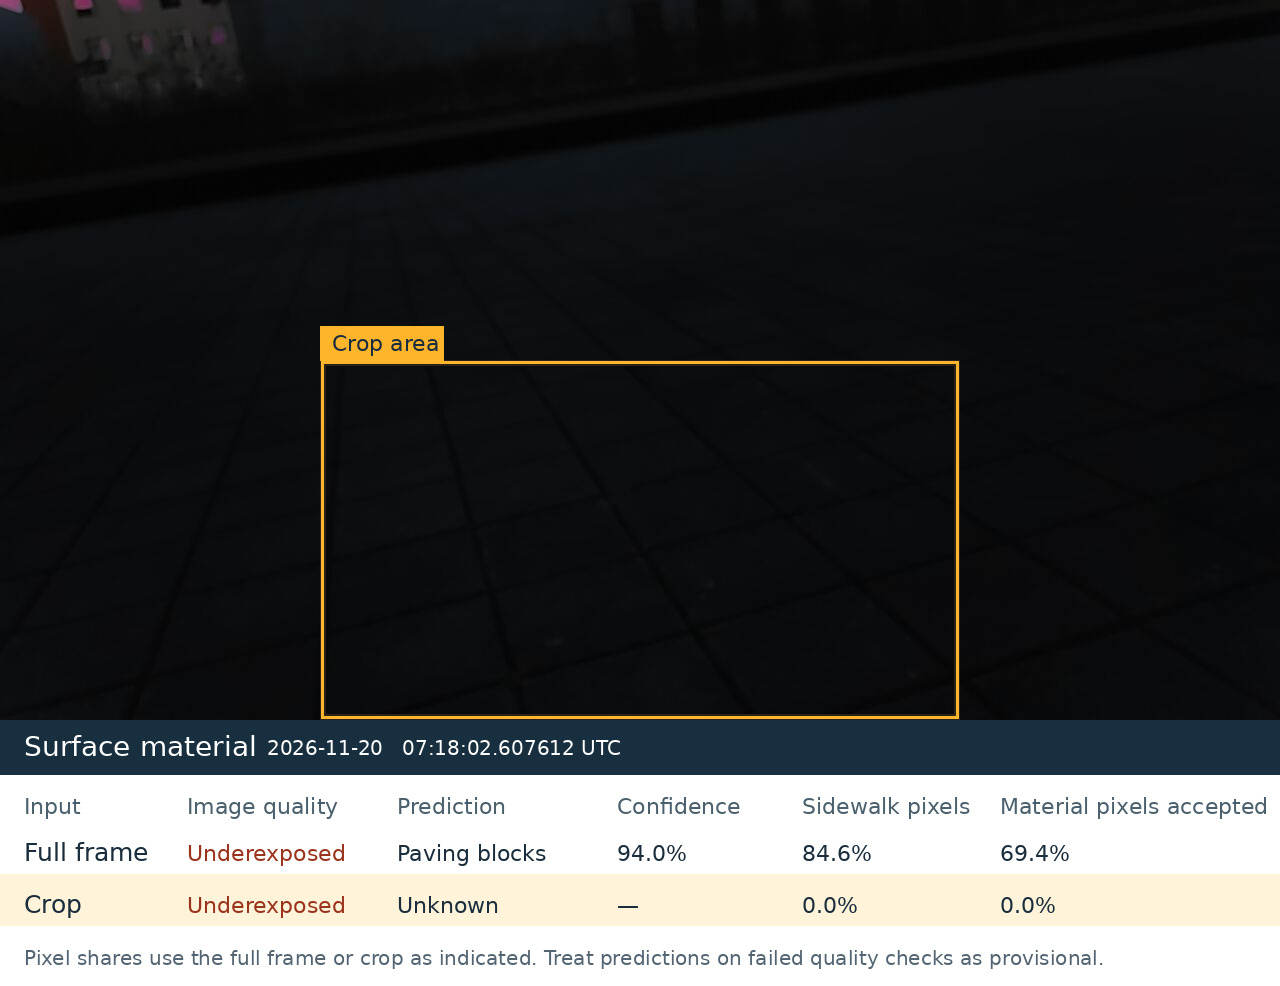 Crop area
Surface material 2026-11-20 07:18:02.607612 UTC
Input Image quality Prediction Confidence Sidewalk pixels Material pixels accepted
Full frame Underexposed Paving blocks 94.0% 84.6% 69.4%
Crop Underexposed Unknown — 0.0% 0.0%
Pixel shares use the full frame or crop as indicated. Treat predictions on failed quality checks as provisional.